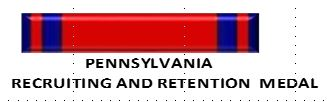 PENNSYLVANIA
RECRUITING AND RETENTION MEDAL